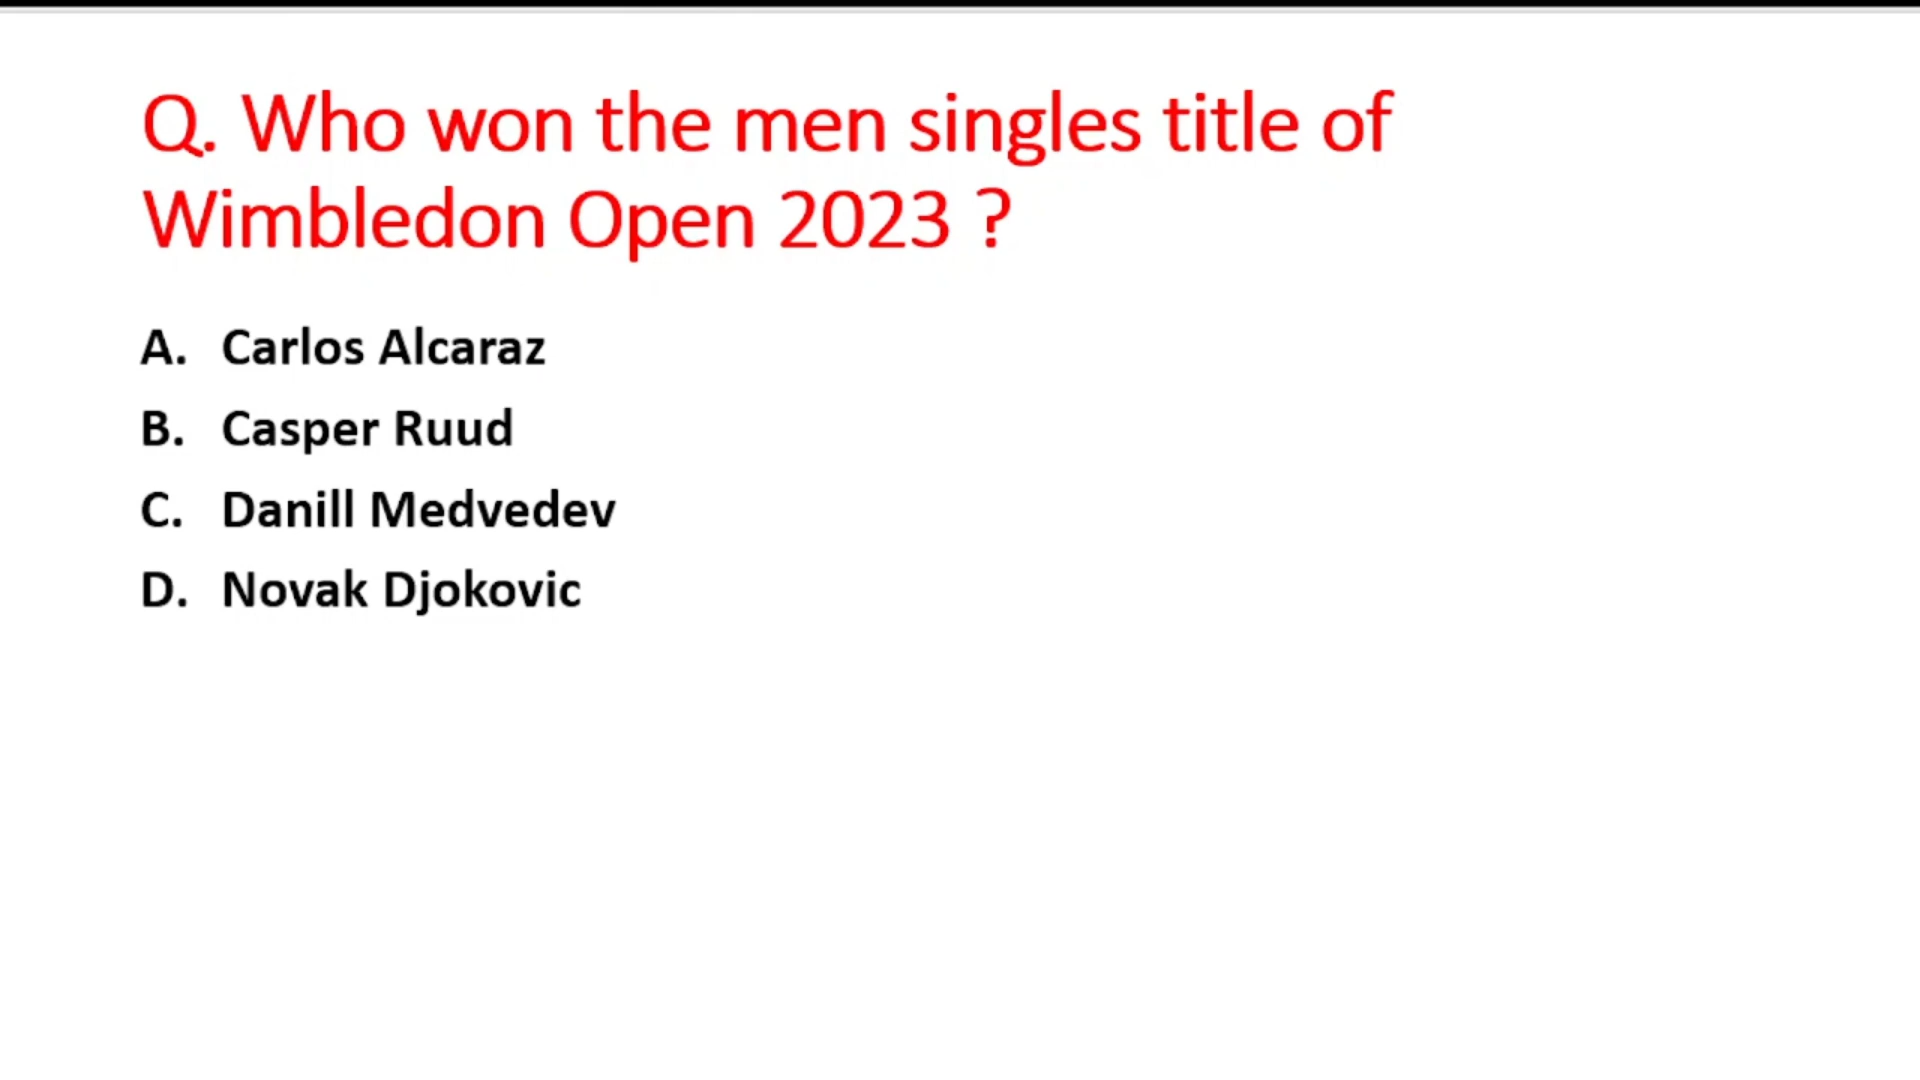 Q. Who won the men singles title of
Wimbledon Open 2023 ?
A. Carlos Alcaraz
B. Casper Ruud
C. Danill Medvedev
D. Novak Djokovic